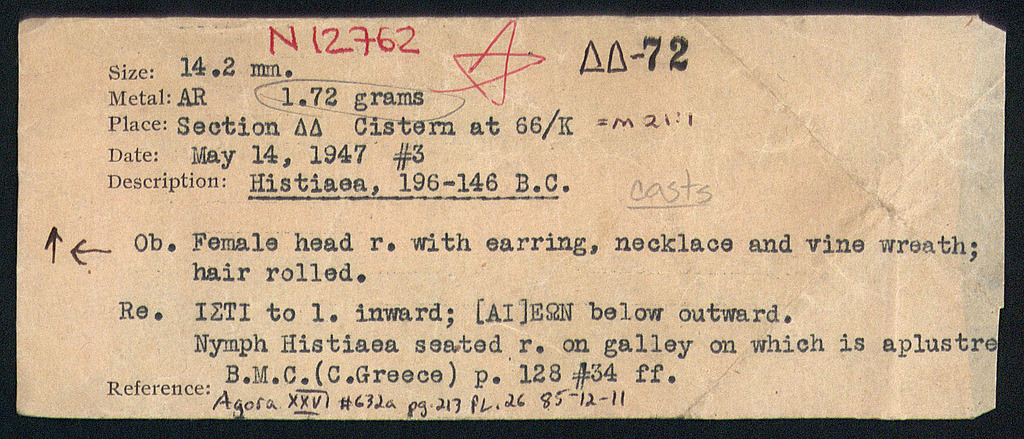 N 12762
ΔΔ-72
Size: 14.2 mm.
Metal: AR 1.72 grams
Place: Section ΔΔ Cistern at 66/K = M 21:1
Date: May 14, 1947 #3
Description: Histiaea, 196-146 B.C.
casts
↑ ← Ob. Female head r. with earring, necklace and vine wreath;
hair rolled.
Re. ΙΣΤΙ to l. inward; [ΑΙ]ΕΩΝ below outward.
Nymph Histiaea seated r. on galley on which is aplustre
B.M.C.(C.Greece) p. 128 #34 ff.
Reference: Agora XXVI #632a pg.213 PL.26 85-12-11